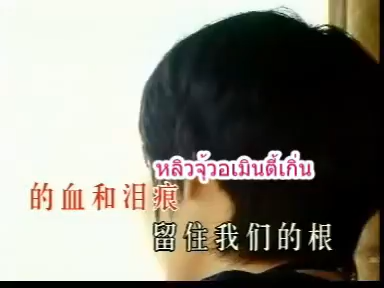 หลิวจุ้วอเมินตี้เกิ่น
的血和泪痕
留住我们的根